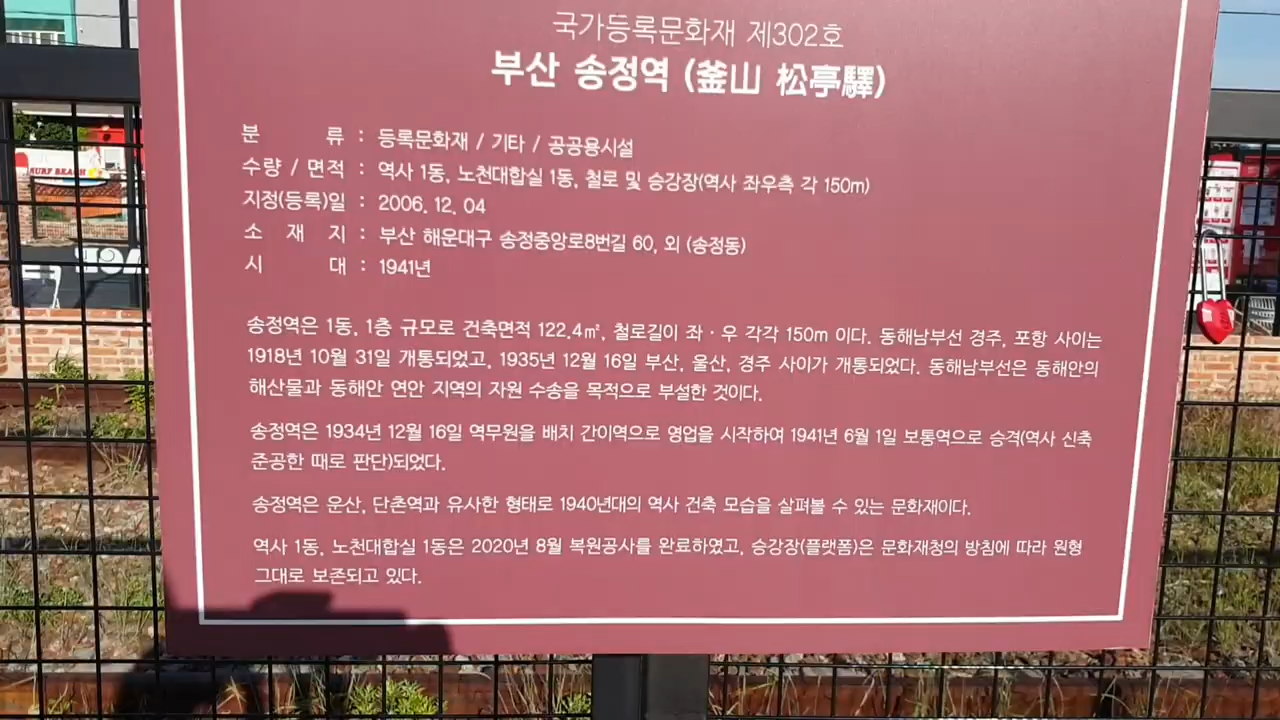 국가등록문화재 제302호
부산 송정역 (釜山 松亭驛)
분 류 : 등록문화재 / 기타 / 공공용시설
수량 / 면적 : 역사 1동, 노천대합실 1동, 철로 및 승강장(역사 좌우측 각 150m)
지정(등록)일 : 2006. 12. 04
소 재 지 : 부산 해운대구 송정중앙로8번길 60, 외 (송정동)
시 대 : 1941년
송정역은 1동, 1층 규모로 건축면적 122.4㎡, 철로길이 좌 · 우 각각 150m 이다. 동해남부선 경주, 포항 사이는
1918년 10월 31일 개통되었고, 1935년 12월 16일 부산, 울산, 경주 사이가 개통되었다. 동해남부선은 동해안의
해산물과 동해안 연안 지역의 자원 수송을 목적으로 부설한 것이다.
송정역은 1934년 12월 16일 역무원을 배치 간이역으로 영업을 시작하여 1941년 6월 1일 보통역으로 승격(역사 신축
준공한 때로 판단)되었다.
송정역은 운산, 단촌역과 유사한 형태로 1940년대의 역사 건축 모습을 살펴볼 수 있는 문화재이다.
역사 1동, 노천대합실 1동은 2020년 8월 복원공사를 완료하였고, 승강장(플랫폼)은 문화재청의 방침에 따라 원형
그대로 보존되고 있다.
SURF BEACH